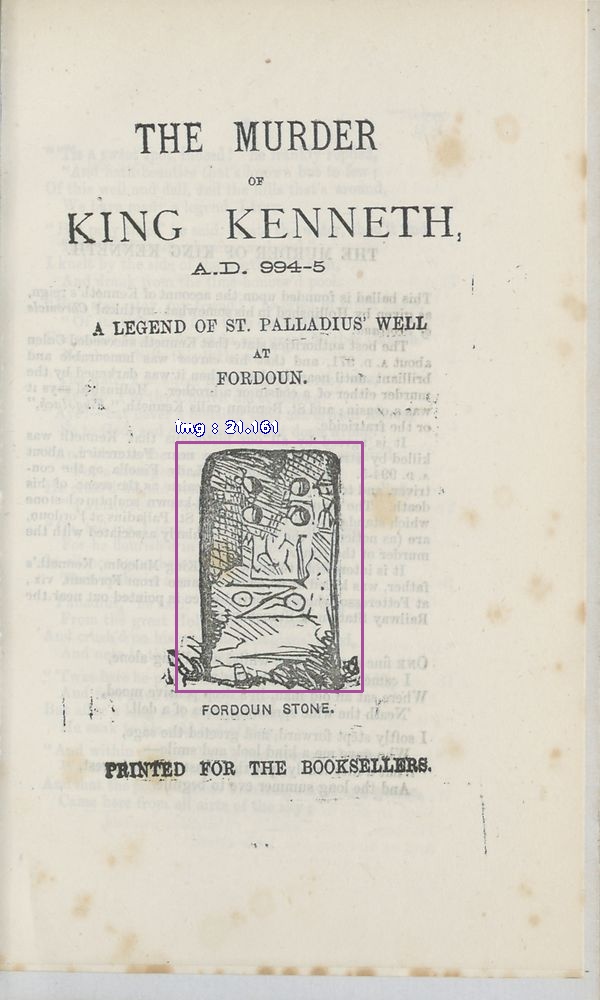 THE MURDER
OF
KING KENNETH,
A.D. 994-5
A LEGEND OF ST. PALLADIUS' WELL
AT
FORDOUN.
img : 21.161
FORDOUN STONE.
PRINTED FOR THE BOOKSELLERS.